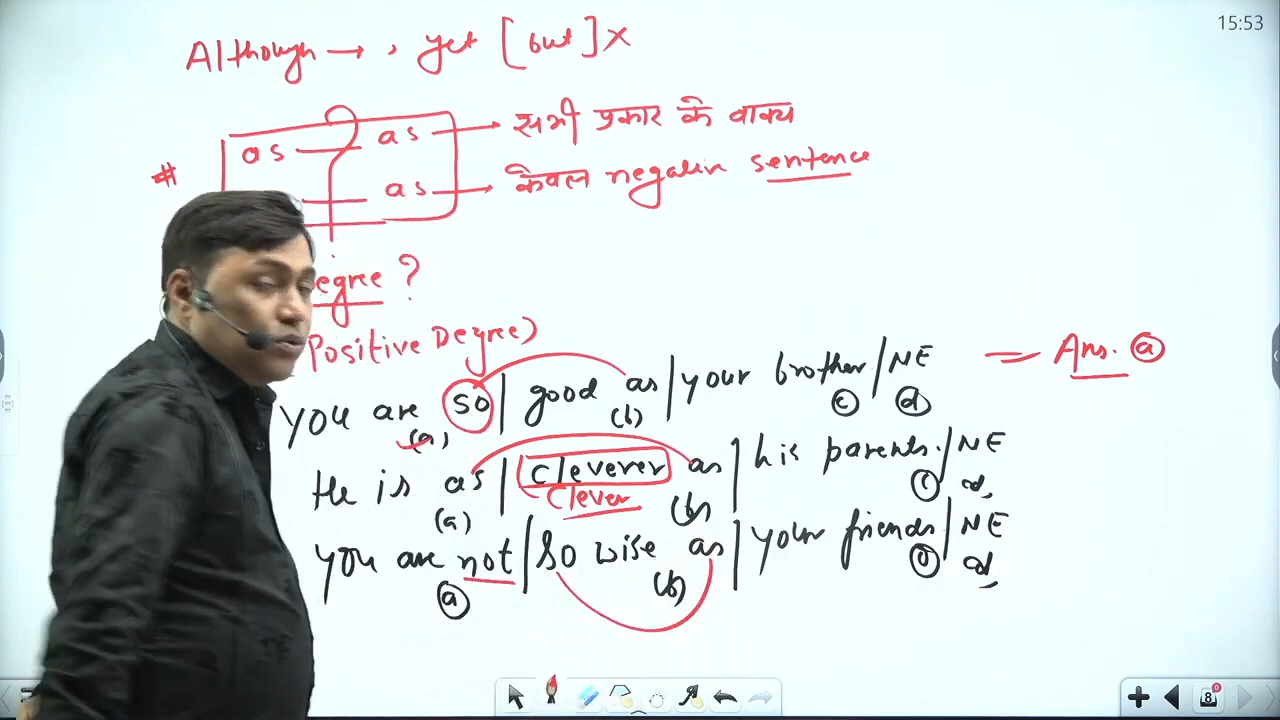 15:53
Although → , yet [but] X
as — as → सभी प्रकार के वाक्य
# as → केवल negative sentence
egree ?
Positive Degree)
You are so / good as / your brother / NE = Ans. (a)
(a) (b) (c) (d)
He is as / cleverer as / his parents. / NE
clever
(a) (b) (c) d
You are not / so wise as / your friends / NE
(a) (b) (c) d
8